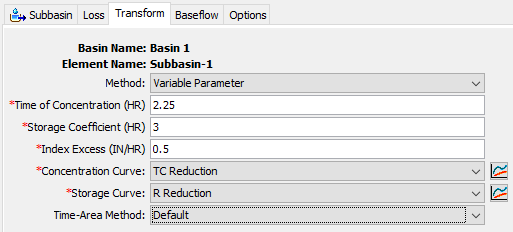 Subbasin Loss Transform Baseflow Options
Basin Name: Basin 1
Element Name: Subbasin-1
Method: Variable Parameter
*Time of Concentration (HR) 2.25
*Storage Coefficient (HR) 3
*Index Excess (IN/HR) 0.5
*Concentration Curve: TC Reduction
*Storage Curve: R Reduction
Time-Area Method: Default